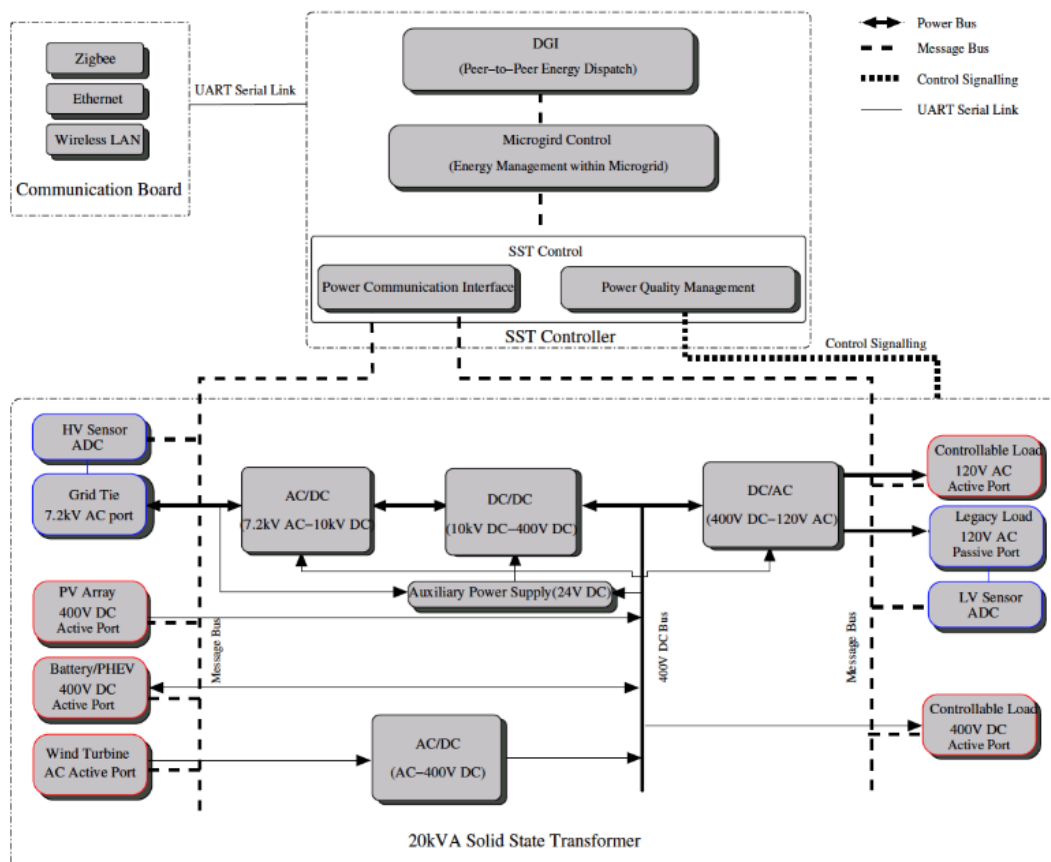 Zigbee
Ethernet
Wireless LAN
Communication Board
UART Serial Link
DGI
(Peer-to-Peer Energy Dispatch)
Microgird Control
(Energy Management within Microgrid)
SST Control
Power Communication Interface
Power Quality Management
SST Controller
Power Bus
Message Bus
Control Signalling
UART Serial Link
Control Signalling
HV Sensor
ADC
Grid Tie
7.2kV AC port
PV Array
400V DC
Active Port
Battery/PHEV
400V DC
Active Port
Wind Turbine
AC Active Port
Message Bus
AC/DC
(7.2kV AC-10kV DC)
DC/DC
(10kV DC-400V DC)
DC/AC
(400V DC-120V AC)
Auxiliary Power Supply(24V DC)
AC/DC
(AC-400V DC)
400V DC Bus
Message Bus
Controllable Load
120V AC
Active Port
Legacy Load
120V AC
Passive Port
LV Sensor
ADC
Controllable Load
400V DC
Active Port
20kVA Solid State Transformer